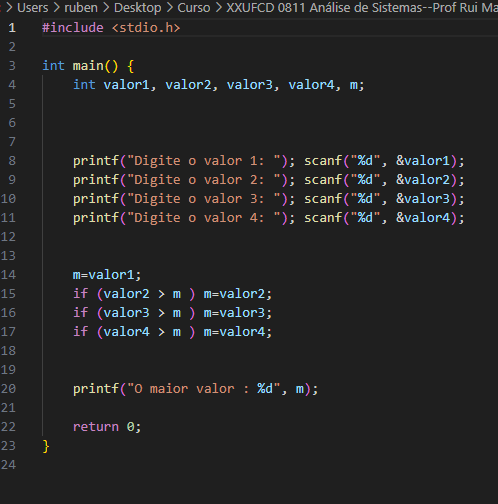 > Users > ruben > Desktop > Curso > XXUFCD 0811 Análise de Sistemas--Prof Rui Ma
1 #include <stdio.h>
2
3 int main() {
4 int valor1, valor2, valor3, valor4, m;
5
6
7
8 printf("Digite o valor 1: "); scanf("%d", &valor1);
9 printf("Digite o valor 2: "); scanf("%d", &valor2);
10 printf("Digite o valor 3: "); scanf("%d", &valor3);
11 printf("Digite o valor 4: "); scanf("%d", &valor4);
12
13
14 m=valor1;
15 if (valor2 > m ) m=valor2;
16 if (valor3 > m ) m=valor3;
17 if (valor4 > m ) m=valor4;
18
19
20 printf("O maior valor : %d", m);
21
22 return 0;
23 }
24